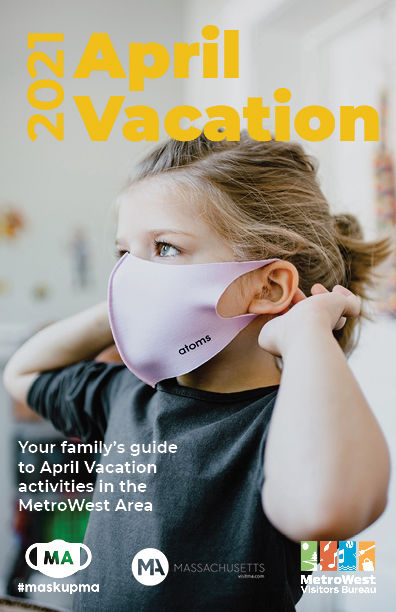 2021
April
Vacation
atoms
Your family's guide
to April Vacation
activities in the
MetroWest Area
MA
#maskupma
MA
MASSACHUSETTS
visitma.com
MetroWest
Visitors Bureau